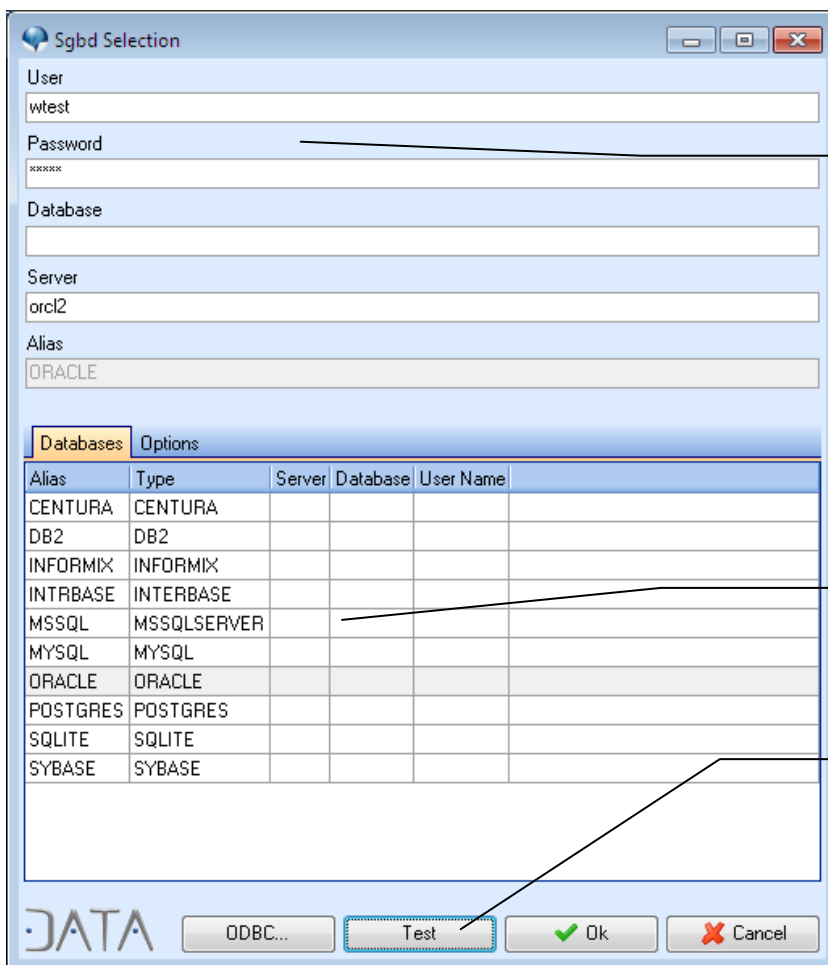 Sgbd Selection
User
wtest
Password
*****
Database
Server
orcl2
Alias
ORACLE
Databases Options
Alias Type Server Database User Name
CENTURA CENTURA
DB2 DB2
INFORMIX INFORMIX
INTRBASE INTERBASE
MSSQL MSSQLSERVER
MYSQL MYSQL
ORACLE ORACLE
POSTGRES POSTGRES
SQLITE SQLITE
SYBASE SYBASE
DATA ODBC... Test Ok Cancel